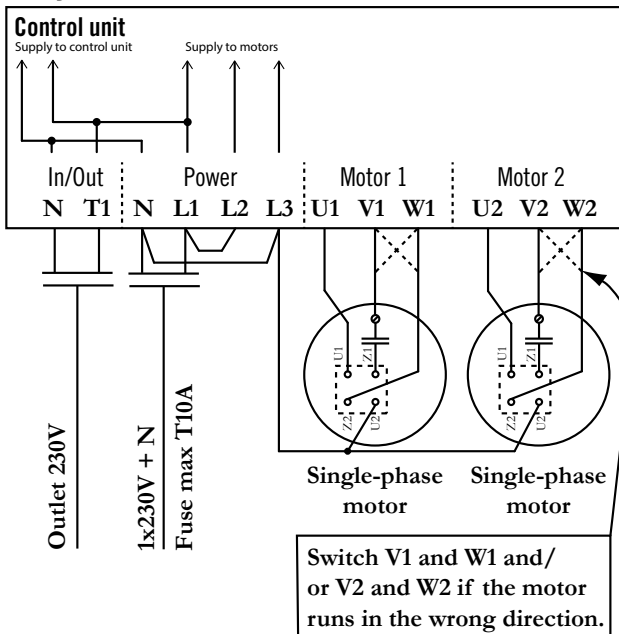 Control unit
Supply to control unit Supply to motors
In/Out Power Motor 1 Motor 2
N T1 N L1 L2 L3 U1 V1 W1 U2 V2 W2
U1 Z1 U1 Z1
Z2 U2 Z2 U2
Outlet 230V
1x230V + N
Fuse max T10A
Single-phase motor
Single-phase motor
Switch V1 and W1 and/
or V2 and W2 if the motor
runs in the wrong direction.